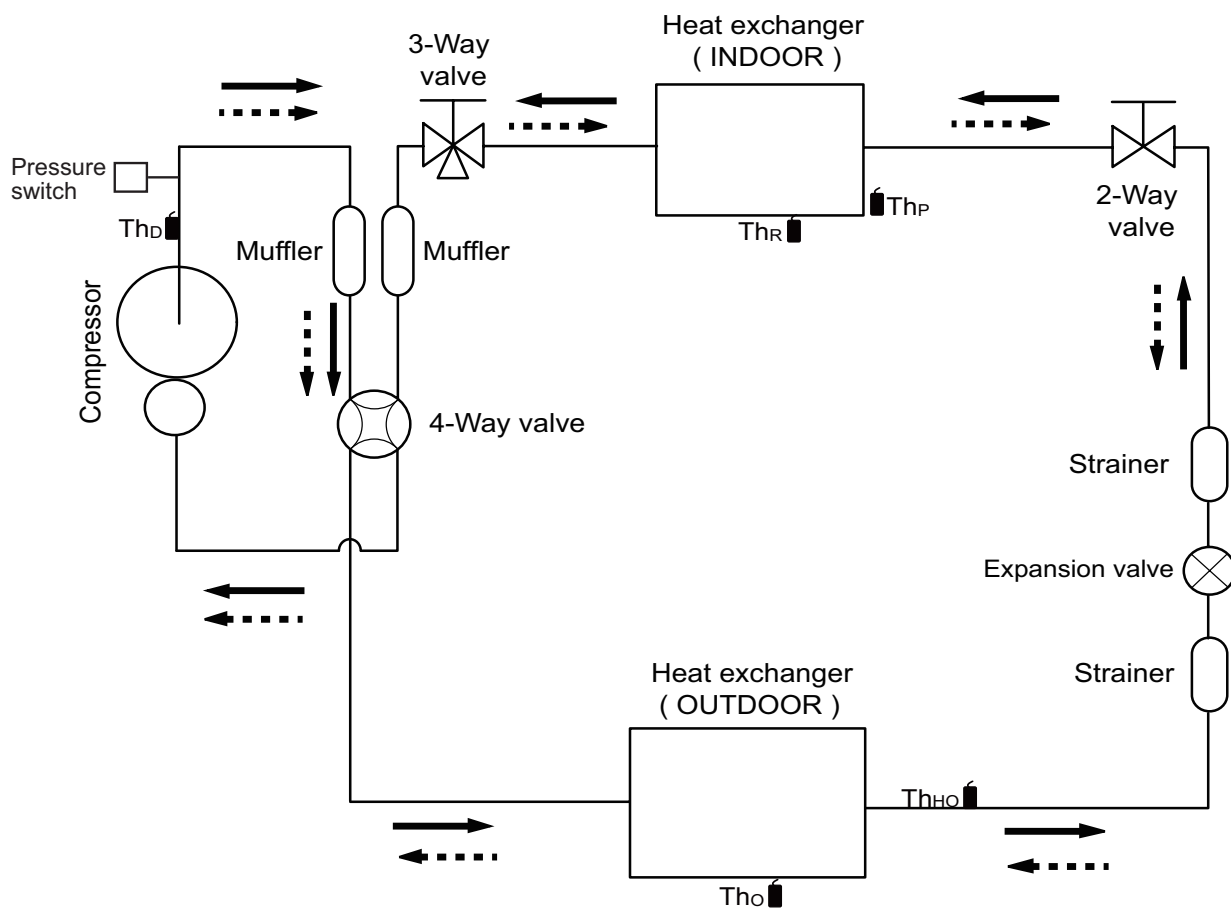 Heat exchanger
( INDOOR )
3-Way
valve
Pressure
switch
ThD
Muffler
Muffler
ThR
ThP
2-Way
valve
Compressor
4-Way valve
Strainer
Expansion valve
Strainer
Heat exchanger
( OUTDOOR )
ThHO
ThO